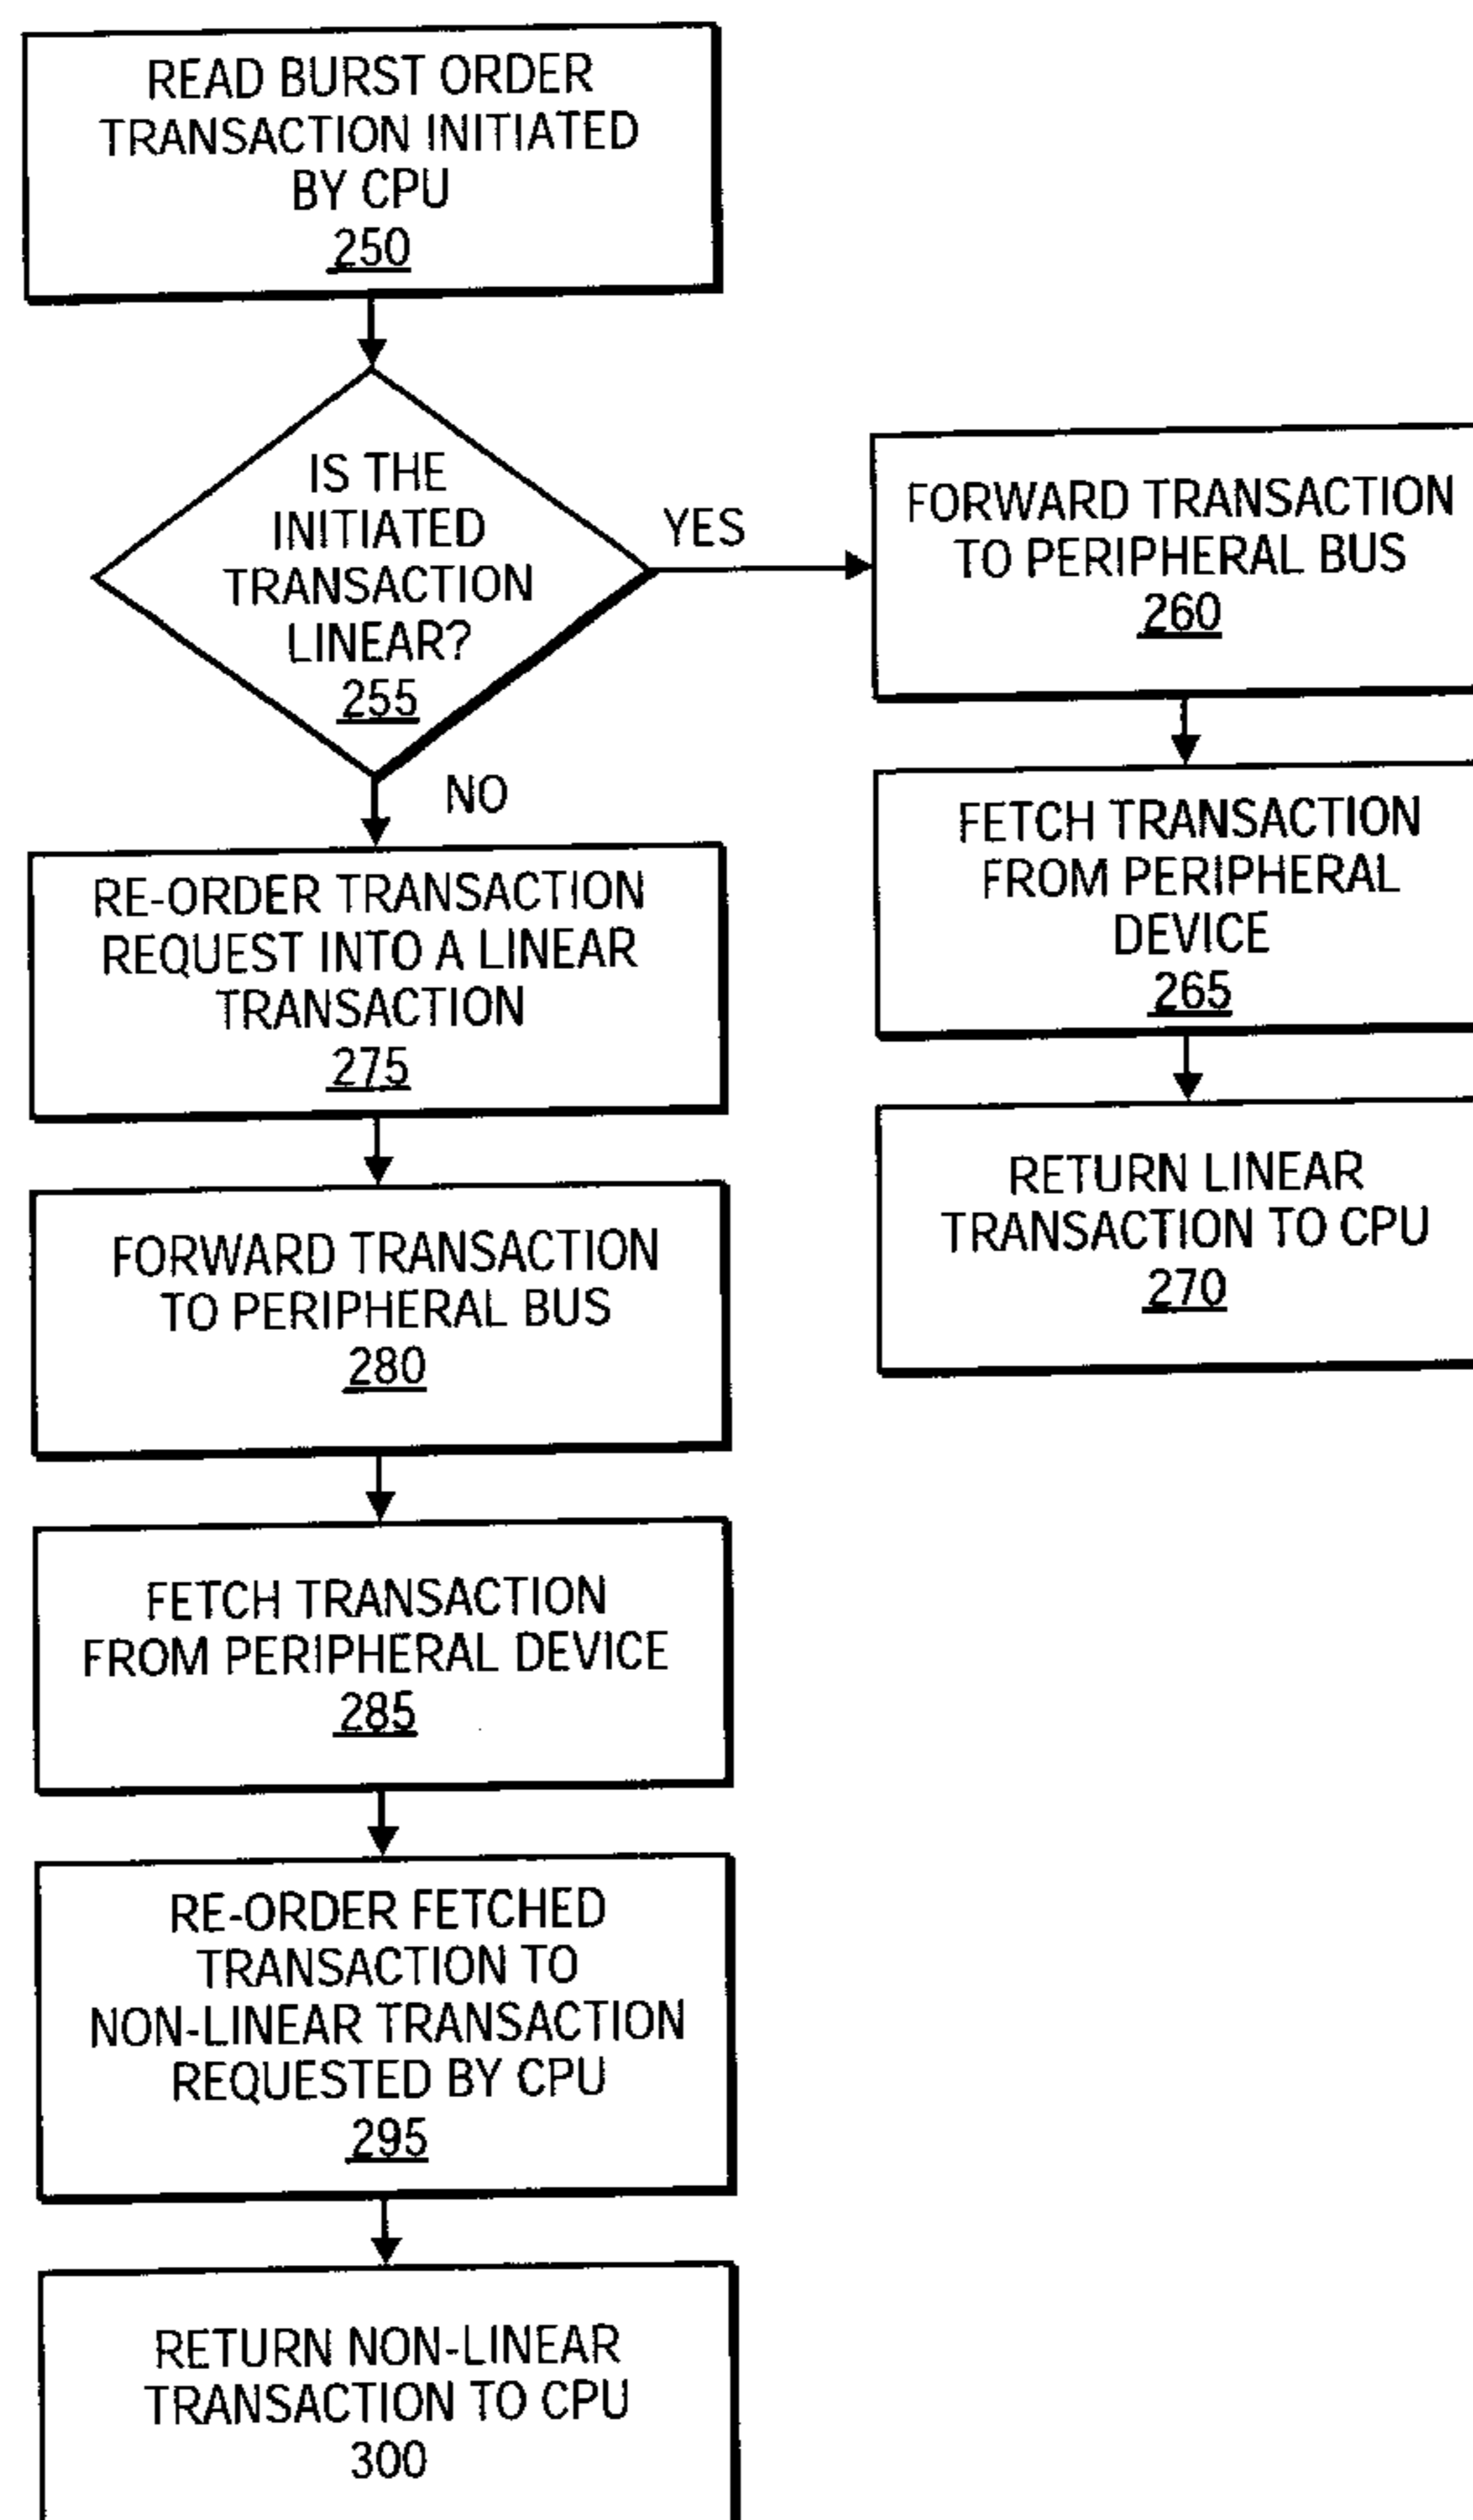 READ BURST ORDER
TRANSACTION INITIATED
BY CPU
250
IS THE
INITIATED
TRANSACTION
LINEAR?
255
YES
NO
FORWARD TRANSACTION
TO PERIPHERAL BUS
260
FETCH TRANSACTION
FROM PERIPHERAL
DEVICE
265
RETURN LINEAR
TRANSACTION TO CPU
270
RE-ORDER TRANSACTION
REQUEST INTO A LINEAR
TRANSACTION
275
FORWARD TRANSACTION
TO PERIPHERAL BUS
280
FETCH TRANSACTION
FROM PERIPHERAL DEVICE
285
RE-ORDER FETCHED
TRANSACTION TO
NON-LINEAR TRANSACTION
REQUESTED BY CPU
295
RETURN NON-LINEAR
TRANSACTION TO CPU
300